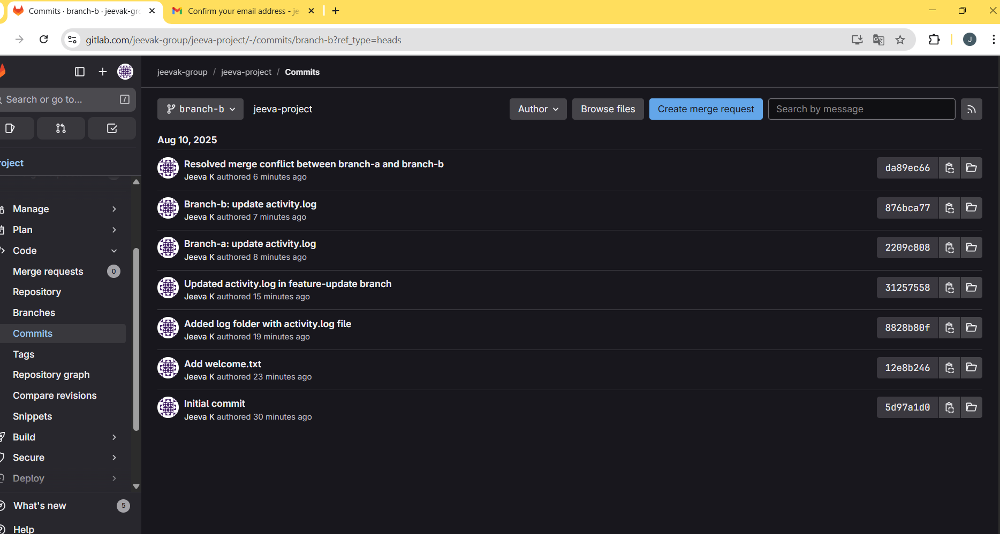 Commits · branch-b · jeevak-gro
Confirm your email address - je
gitlab.com/jeevak-group/jeeva-project/-/commits/branch-b?ref_type=heads
J
jeevak-group / jeeva-project / Commits
Search or go to...
/
branch-b
jeeva-project
Author
Browse files
Create merge request
Search by message
roject
Manage
Plan
Code
Merge requests
0
Repository
Branches
Commits
Tags
Repository graph
Compare revisions
Snippets
Build
Secure
Deploy
What's new
5
Help
Aug 10, 2025
Resolved merge conflict between branch-a and branch-b
Jeeva K authored 6 minutes ago
da89ec66
Branch-b: update activity.log
Jeeva K authored 7 minutes ago
876bca77
Branch-a: update activity.log
Jeeva K authored 8 minutes ago
2209c808
Updated activity.log in feature-update branch
Jeeva K authored 15 minutes ago
31257558
Added log folder with activity.log file
Jeeva K authored 19 minutes ago
8828b80f
Add welcome.txt
Jeeva K authored 23 minutes ago
12e8b246
Initial commit
Jeeva K authored 30 minutes ago
5d97a1d0